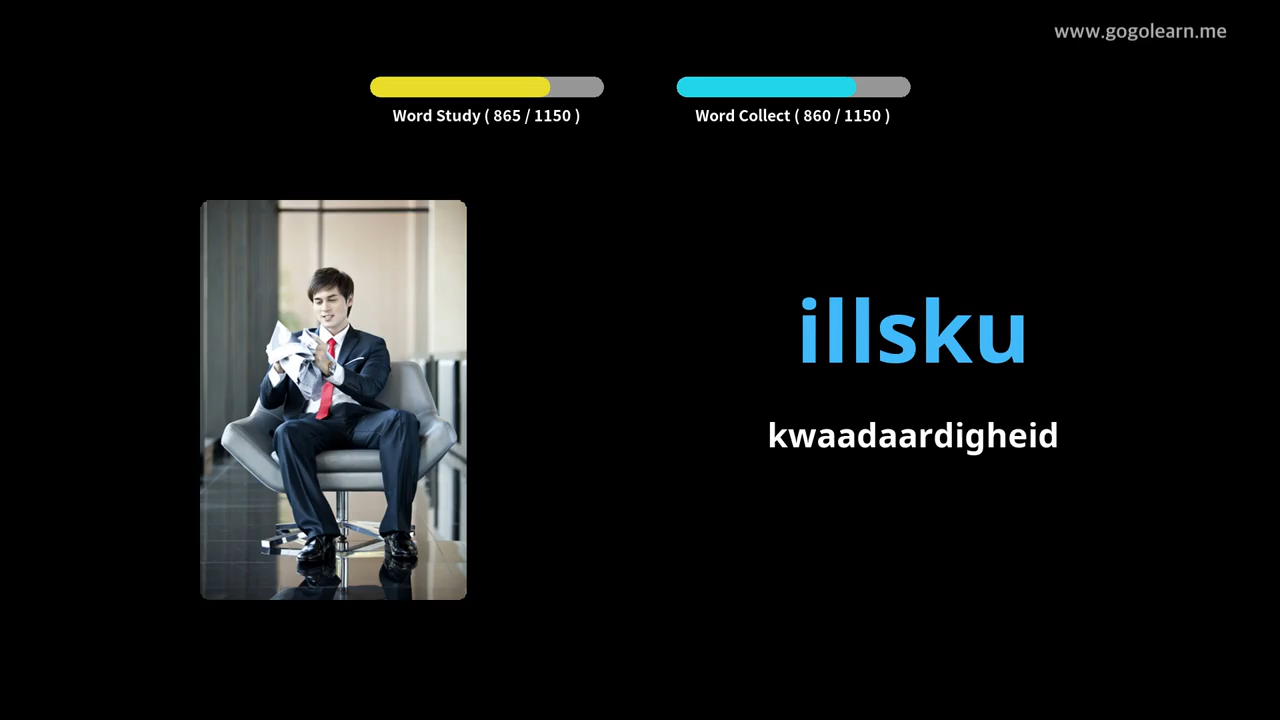 www.gogolearn.me
Word Study ( 865 / 1150 )
Word Collect ( 860 / 1150 )
illsku
kwaadaardigheid